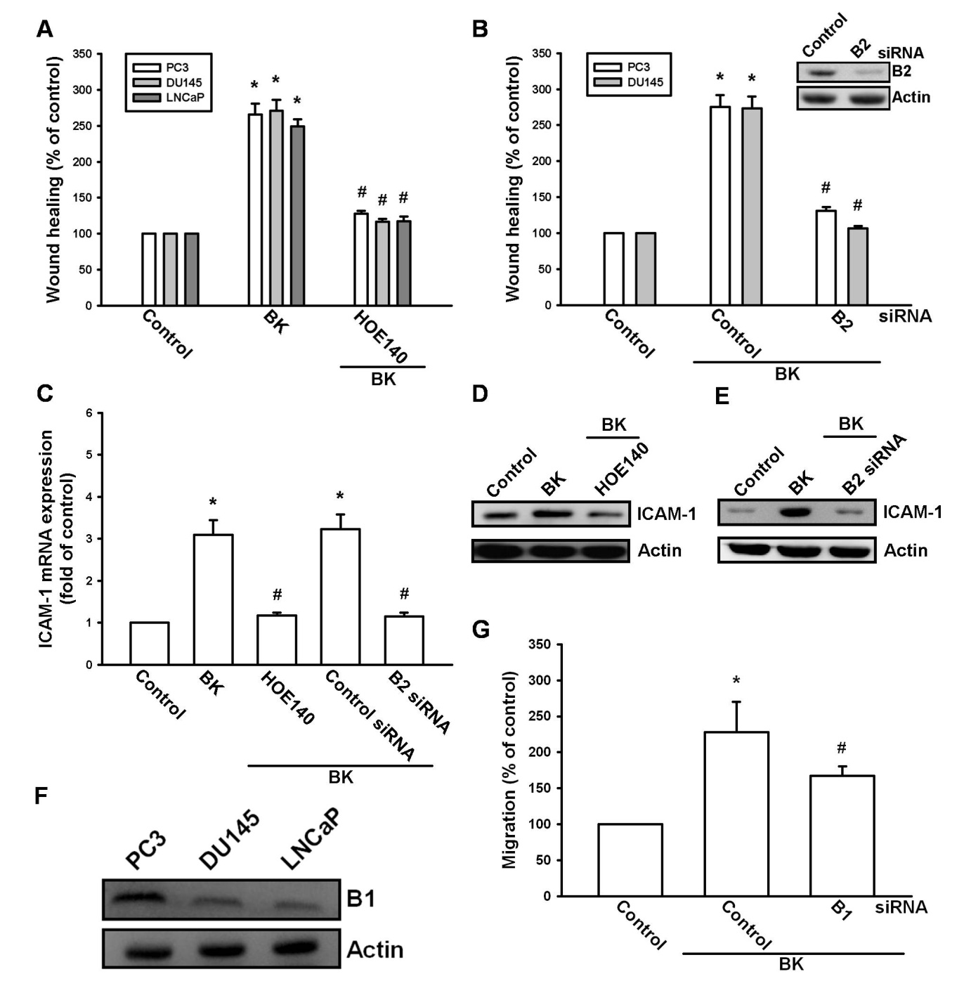 A
Wound healing (% of control)
350
300
250
200
150
100
50
0
PC3
DU145
LNCaP
* * *
# # #
Control
BK
HOE140
BK
B
Wound healing (% of control)
350
300
250
200
150
100
50
0
PC3
DU145
* *
# #
Control B2 siRNA
B2
Actin
Control
Control
B2
siRNA
BK
C
ICAM-1 mRNA expression
(fold of control)
6
5
4
3
2
1
0
* # * #
Control
BK
HOE140
Control siRNA
B2 siRNA
BK
D
BK
Control
BK
HOE140
ICAM-1
Actin
E
BK
Control
BK
B2 siRNA
ICAM-1
Actin
F
PC3
DU145
LNCaP
B1
Actin
G
Migration (% of control)
350
300
250
200
150
100
50
0
*
#
Control
Control
B1
siRNA
BK